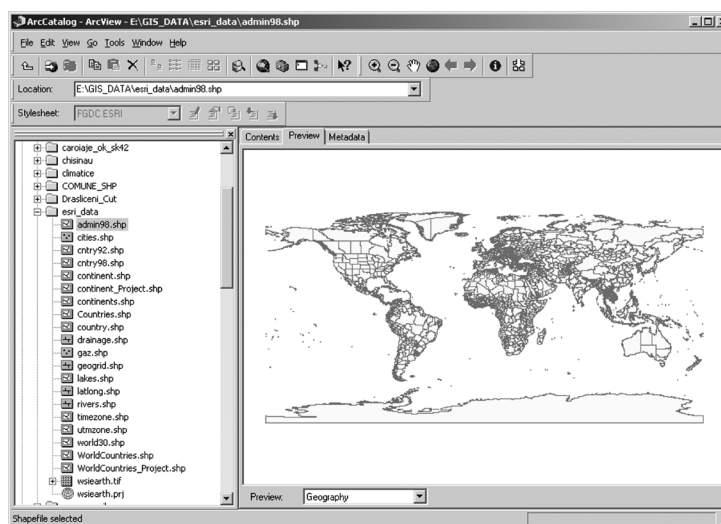 ArcCatalog - ArcView - E:\GIS_DATA\esri_data\admin98.shp
File Edit View Go Tools Window Help
Location: E:\GIS_DATA\esri_data\admin98.shp
Stylesheet: FGDC ESRI
Contents Preview Metadata
caroiaje_ok_sk42
chisinau
climatice
COMUNE_SHP
Drasliceni_Cut
esri_data
admin98.shp
cities.shp
cntry92.shp
cntry98.shp
continent.shp
continent_Project.shp
continents.shp
Countries.shp
country.shp
drainage.shp
gaz.shp
geogrid.shp
lakes.shp
latlong.shp
rivers.shp
timezone.shp
utmzone.shp
world30.shp
WorldCountries.shp
WorldCountries_Project.shp
wsiearth.tif
wsiearth.prj
Preview: Geography
Shapefile selected